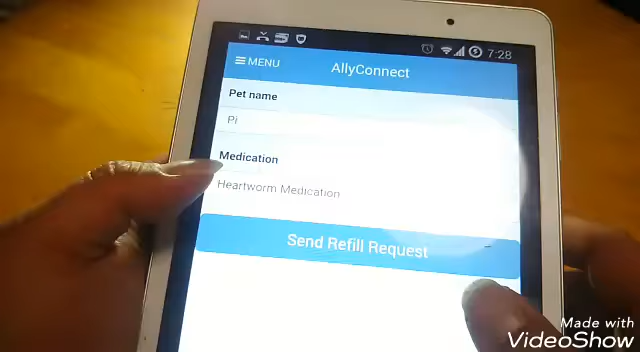 7:28
MENU
AllyConnect
Pet name
Pi
Medication
Heartworm Medication
Send Refill Request
Made with
VideoShow